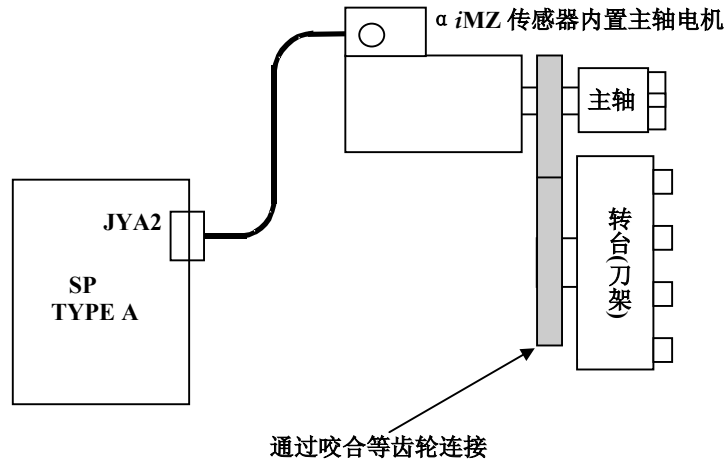 α iMZ 传感器内置主轴电机
主轴
JYA2
SP
TYPE A
转台(刀架)
通过咬合等齿轮连接